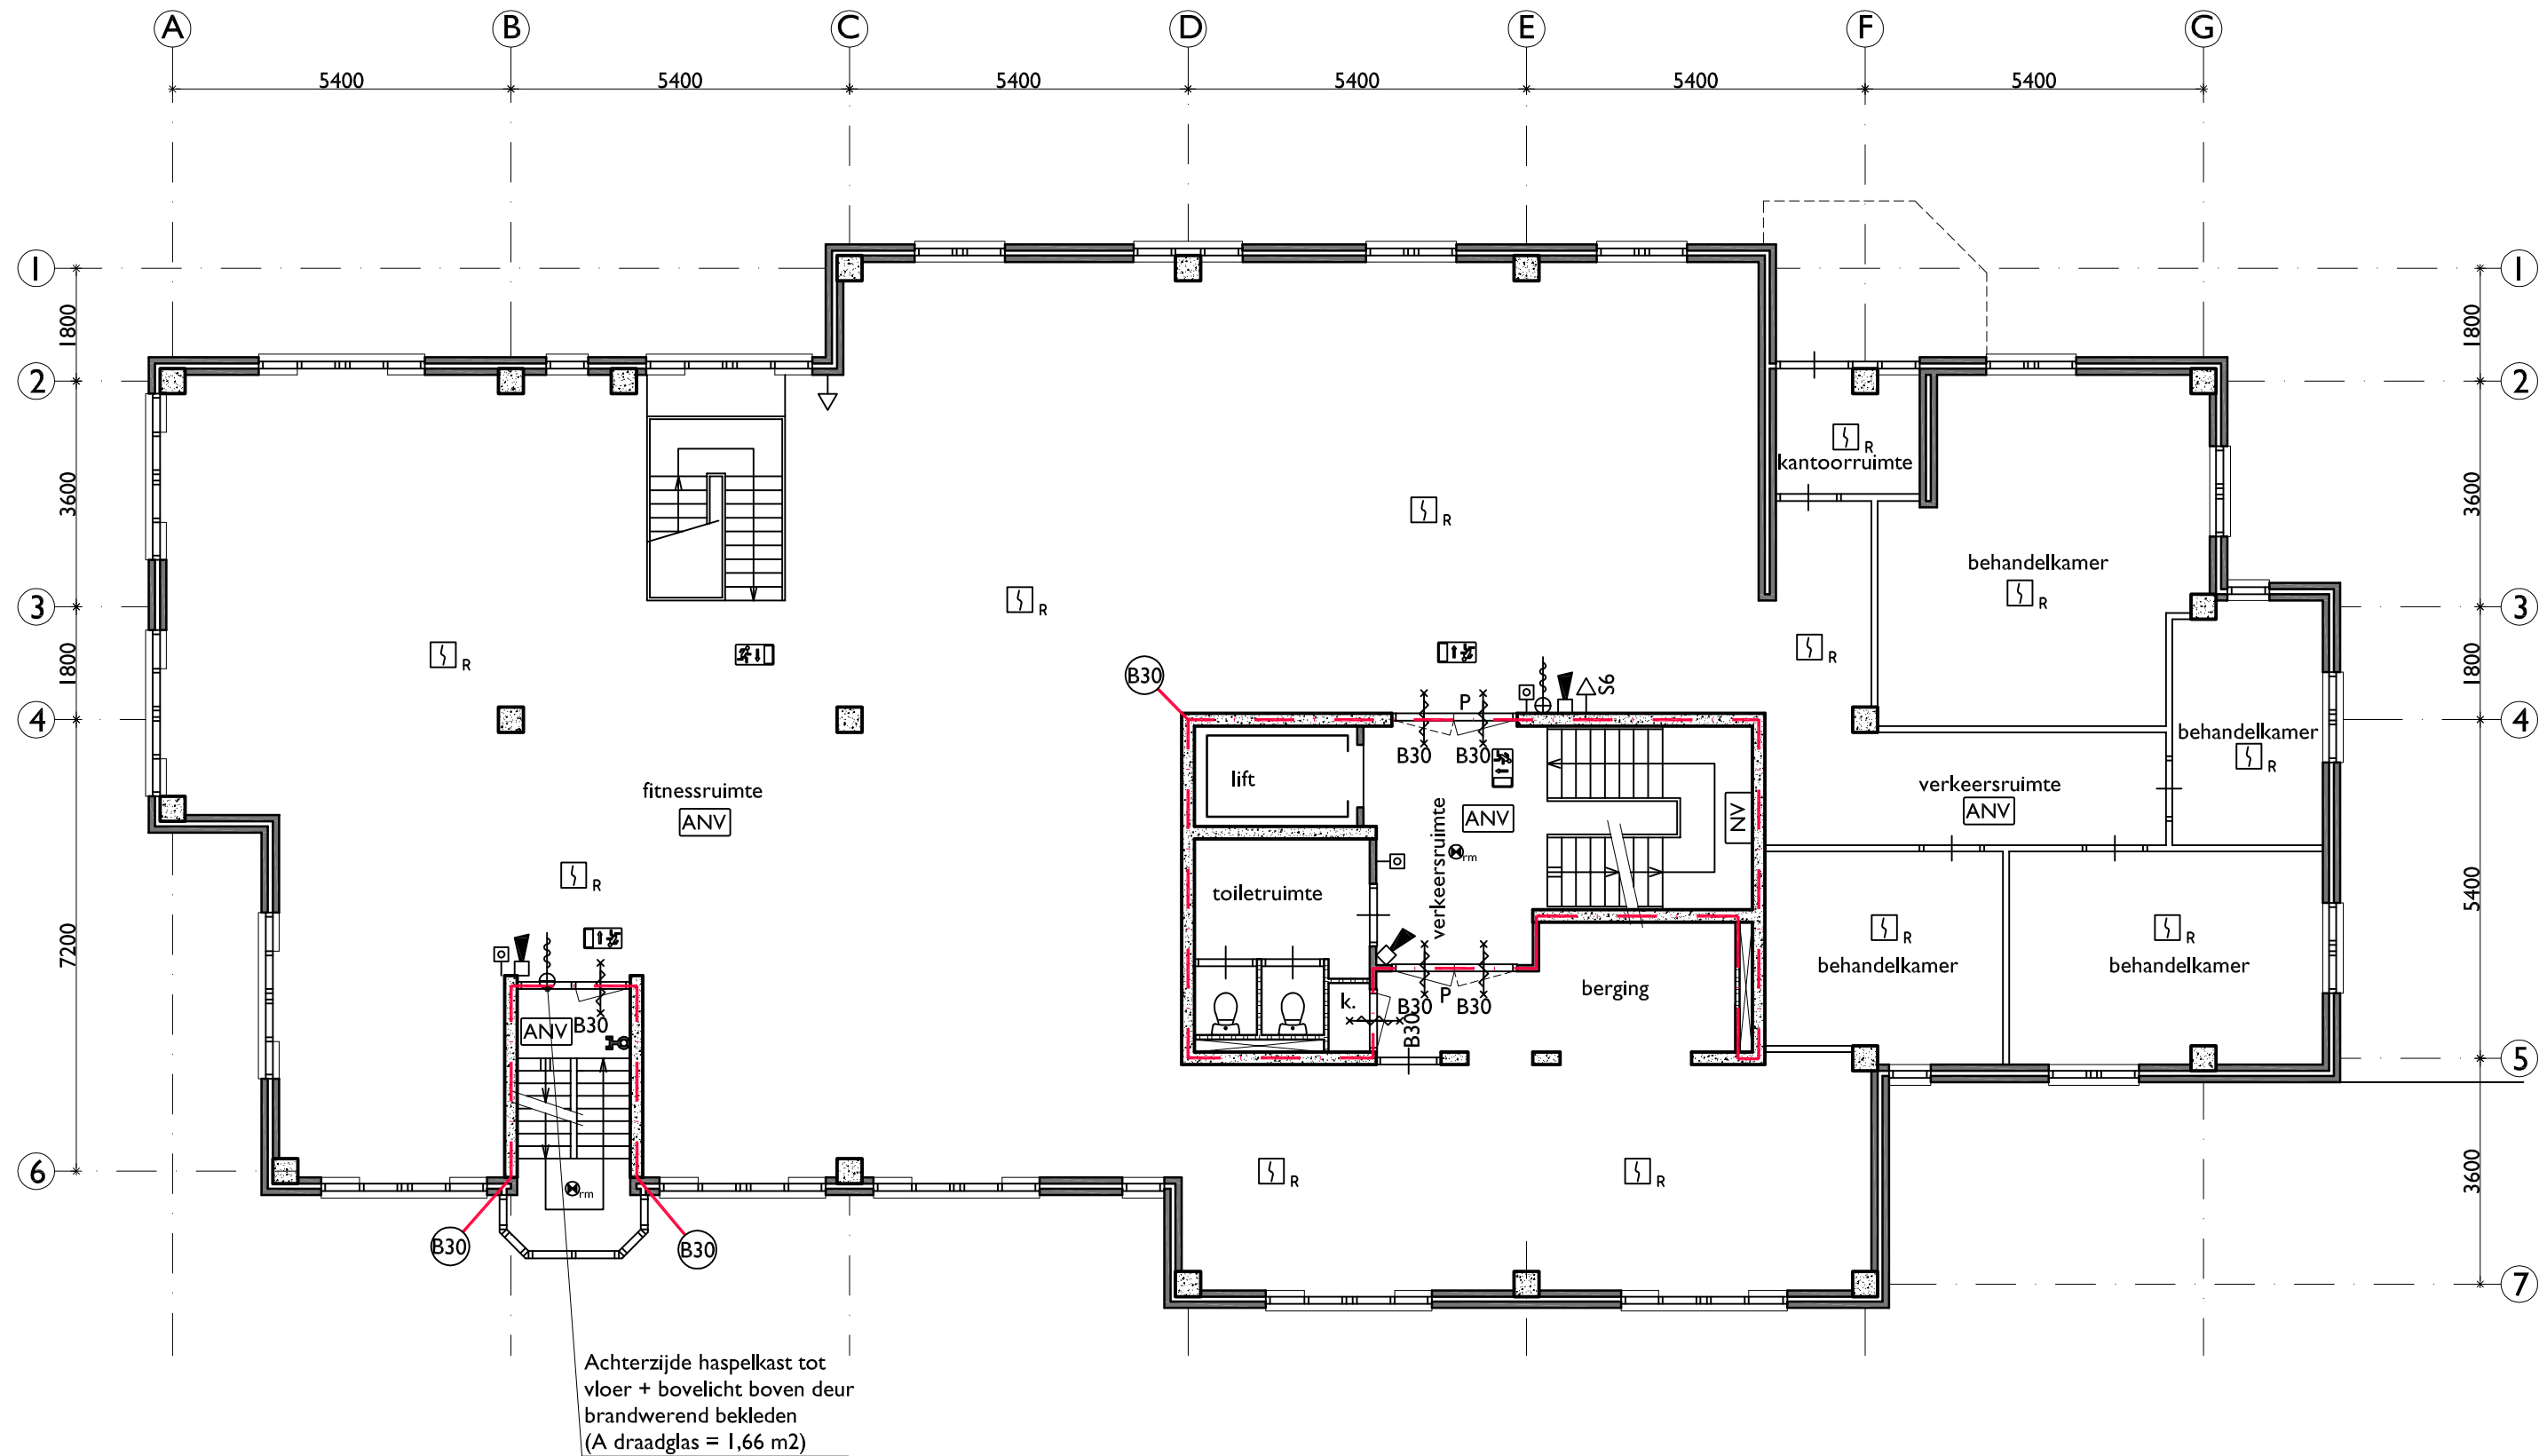 A B C D E F G
5400 5400 5400 5400 5400 5400
1 1
1800 1800
2 2
R
kantoorruimte
3600 3600
R
behandelkamer
R R
3 3
1800 R R 1800
B30 P S6
4 4
B30 B30
behandelkamer
R
lift
fitnessruimte
ANV
verkeersruimte
ANV
NV
verkeersruimte
ANV
rm
R
toiletruimte
7200 5400
R R
behandelkamer behandelkamer
berging
k. B30 P B30
B30
ANV B30
5 5
6
R R
3600
rm
B30 B30
7
Achterzijde haspelkast tot
vloer + bovelicht boven deur
brandwerend bekleden
(A draadglas = 1,66 m2)